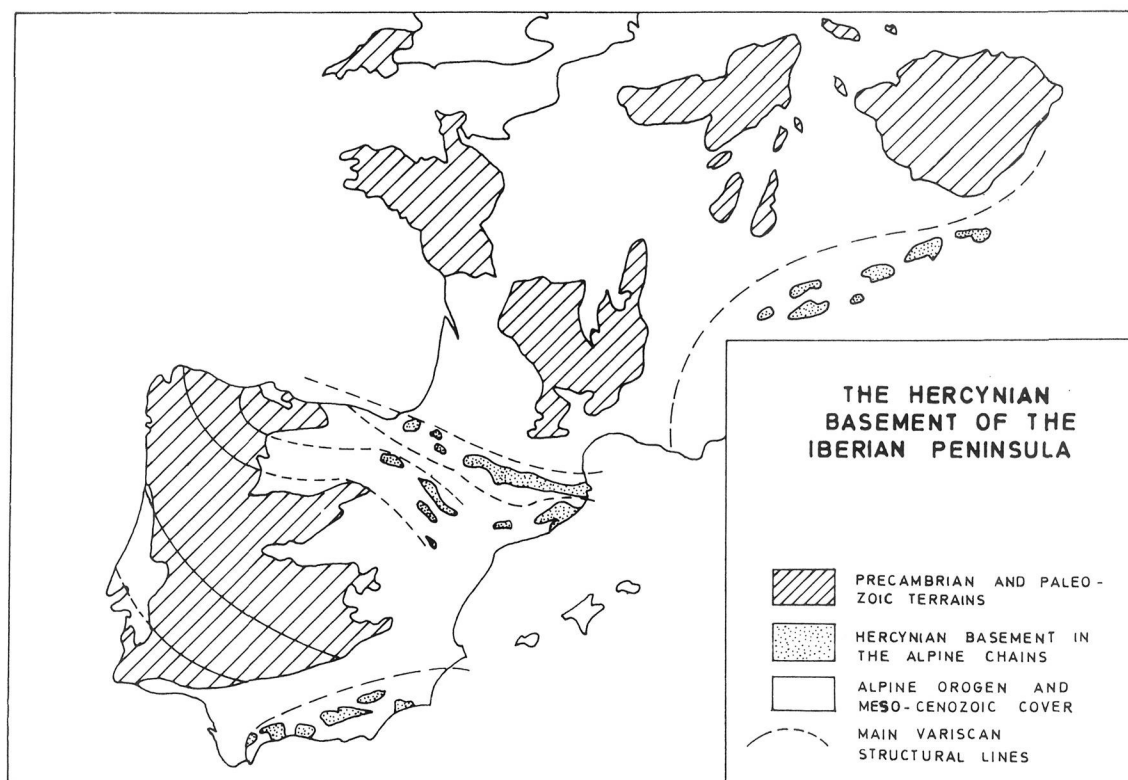 THE HERCYNIAN
BASEMENT OF THE
IBERIAN PENINSULA
PRECAMBRIAN AND PALEO-
ZOIC TERRAINS
HERCYNIAN BASEMENT IN
THE ALPINE CHAINS
ALPINE OROGEN AND
MESO-CENOZOIC COVER
MAIN VARISCAN
STRUCTURAL LINES